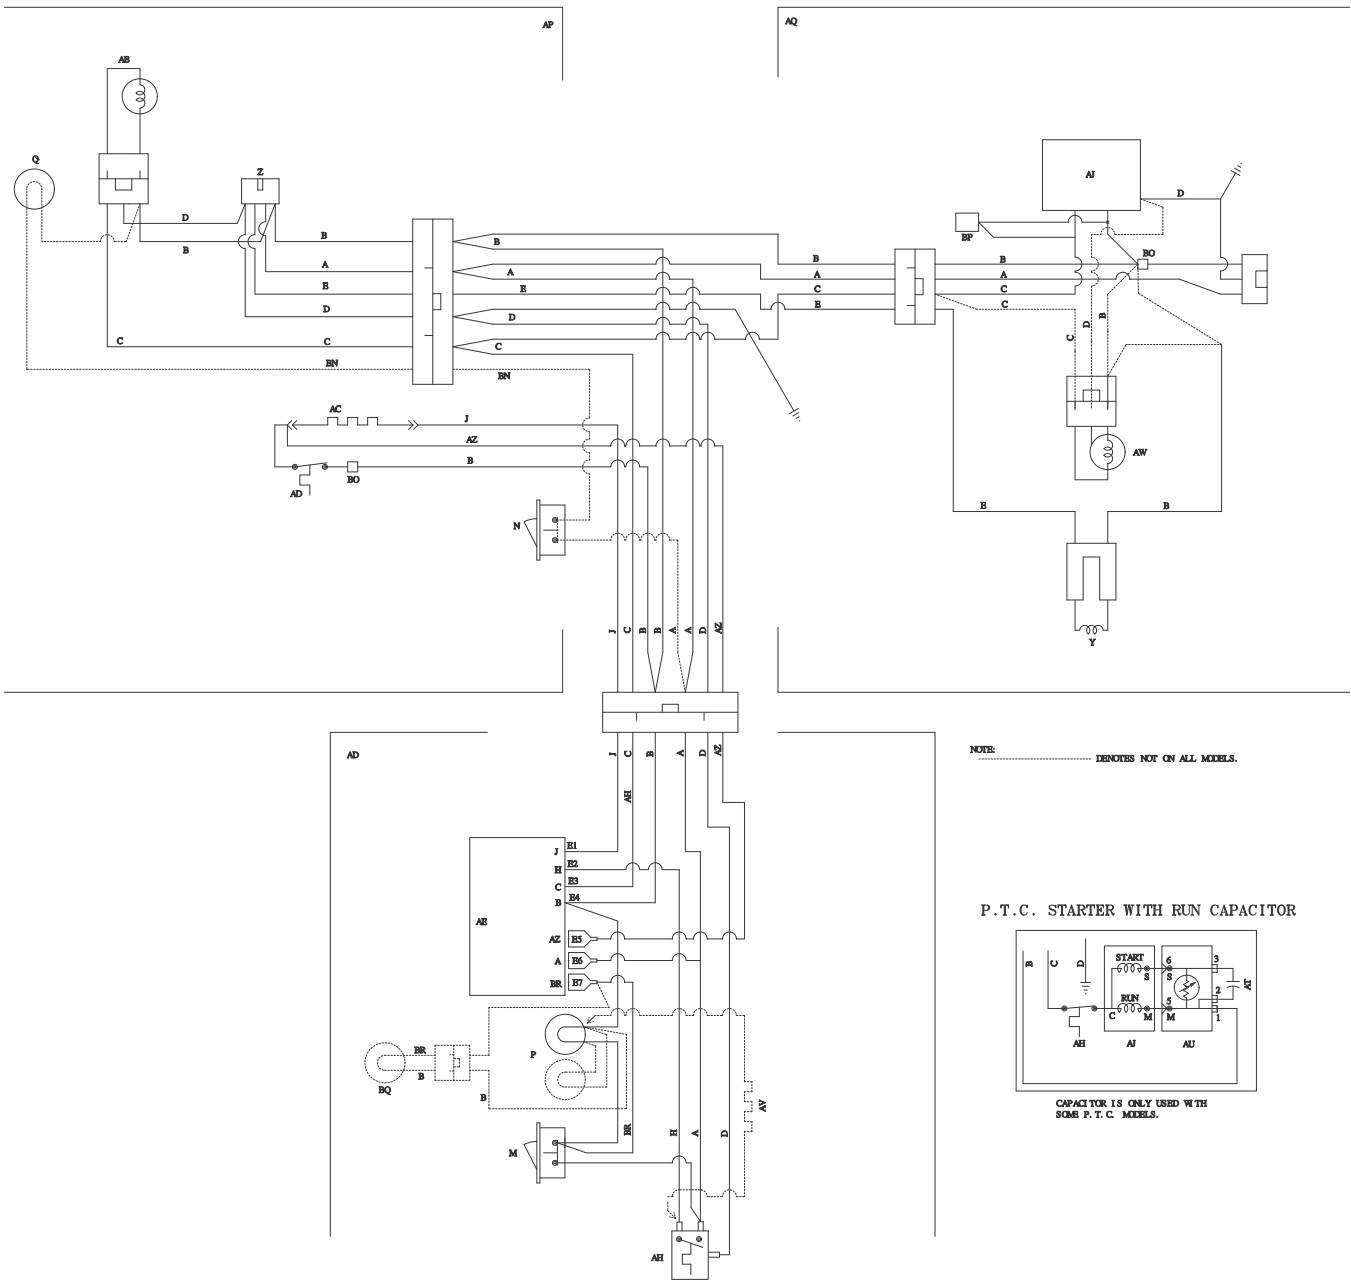 AP
AQ
AB
Q
Z
AJ
D
D
B
BP
B
B
B
BO
B
A
A
A
A
E
E
C
C
D
D
E
C
C
C
C
D
B
C
BN
BN
AC
J
AZ
B
AD
BO
AW
N
E
B
J
C
B
B
A
A
D
AZ
Y
AD
J
C
B
A
D
AZ
NOTE:
DENOTES NOT ON ALL MODELS.
AH
J
E1
H
E2
C
E3
B
E4
AE
AZ
E5
A
E6
BR
E7
P.T.C. STARTER WITH RUN CAPACITOR
B
C
D
START
6
3
S
S
RUN
5
2
AT
C
M
M
1
AH
AJ
AU
P
BR
B
BQ
B
AV
CAPACITOR IS ONLY USED WITH
SOME P.T.C. MODELS.
BR
H
A
D
M
AH